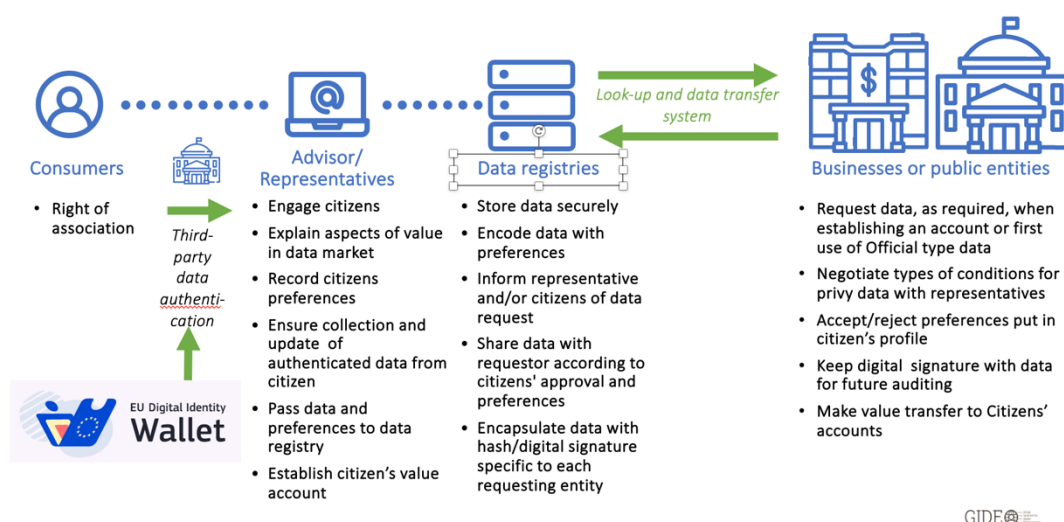 Consumers
• Right of
association
Third-
party
data
authenti-
cation
EU Digital Identity
Wallet
@
Advisor/
Representatives
• Engage citizens
• Explain aspects of value
in data market
• Record citizens
preferences
• Ensure collection and
update of
authenticated data from
citizen
• Pass data and
preferences to data
registry
• Establish citizen's value
account
Data registries
• Store data securely
• Encode data with
preferences
• Inform representative
and/or citizens of data
request
• Share data with
requestor according to
citizens' approval and
preferences
• Encapsulate data with
hash/digital signature
specific to each
requesting entity
Look-up and data transfer
system
$
Businesses or public entities
• Request data, as required, when
establishing an account or first
use of Official type data
• Negotiate types of conditions for
privy data with representatives
• Accept/reject preferences put in
citizen's profile
• Keep digital signature with data
for future auditing
• Make value transfer to Citizens'
accounts
GIDE